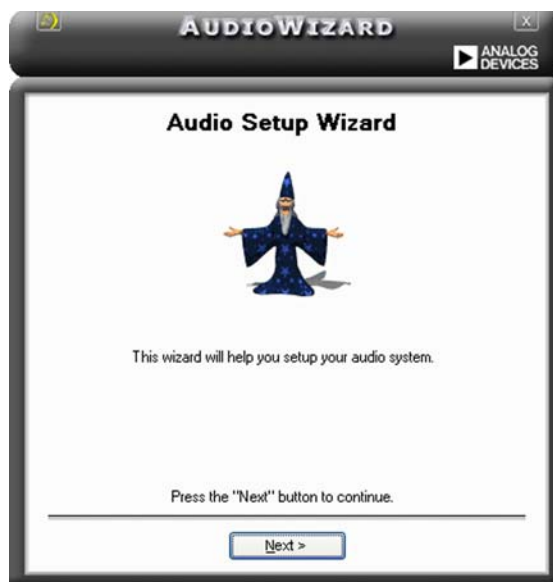 AUDIOWIZARD
X
ANALOG
DEVICES
Audio Setup Wizard
This wizard will help you setup your audio system.
Press the "Next" button to continue.
Next >